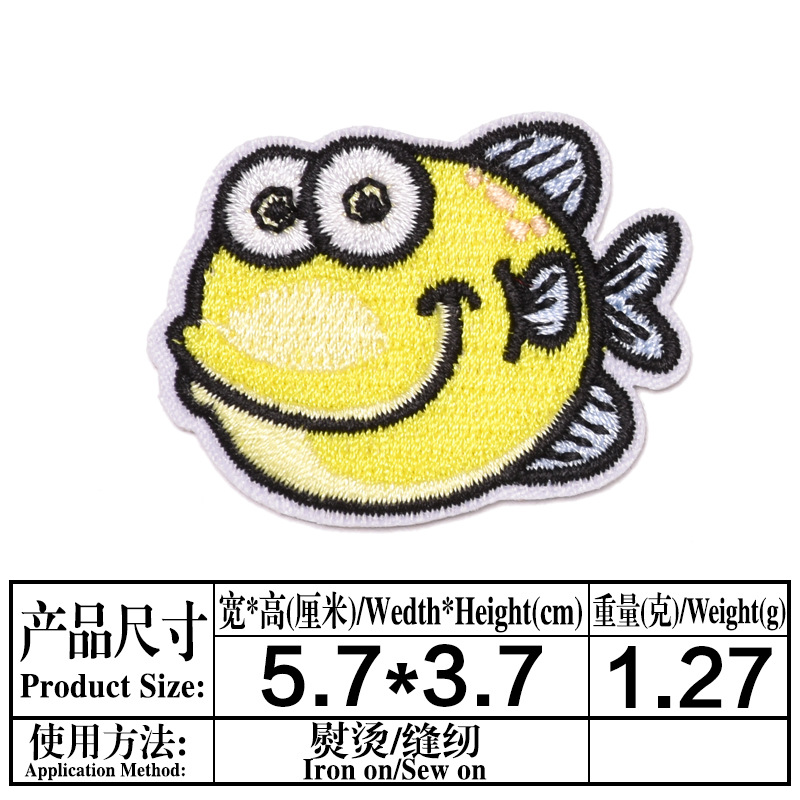 产品尺寸
Product Size:
宽*高(厘米)/Wedth*Height(cm)
重量(克)/Weight(g)
5.7*3.7
1.27
使用方法:
Application Method:
熨烫/缝纫
Iron on/Sew on